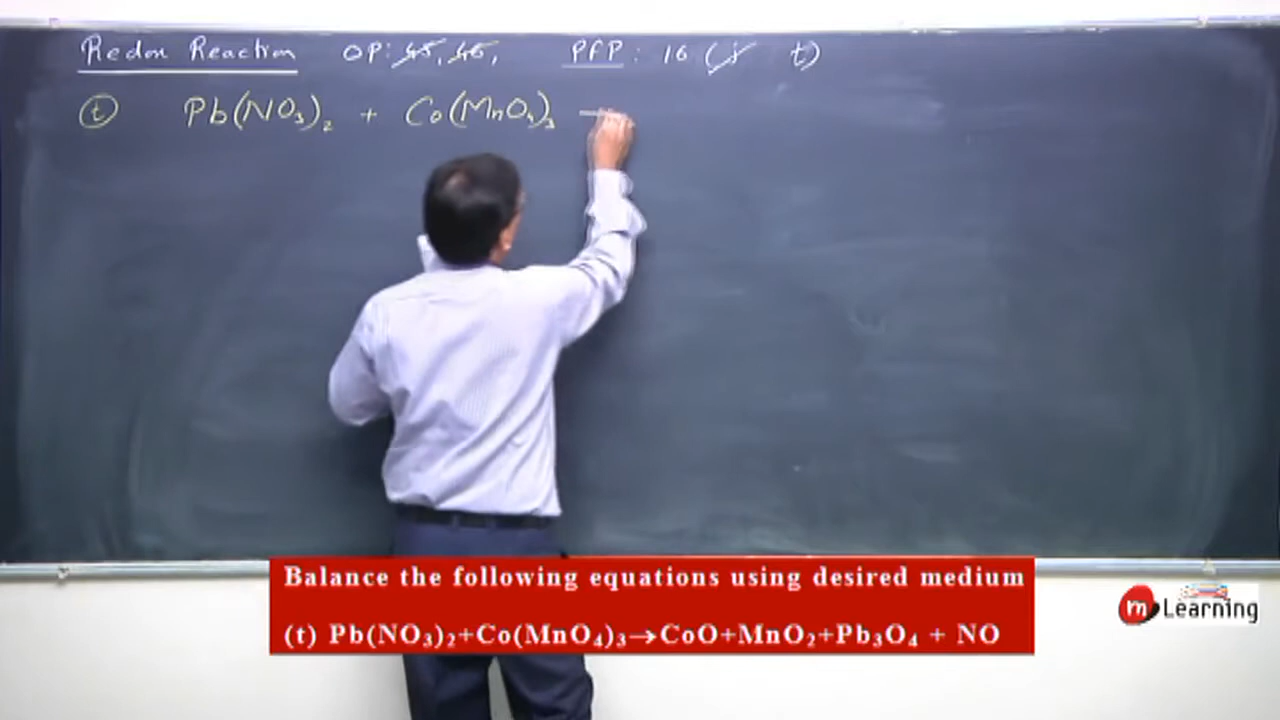 Redox Reaction OP: 45, 46, PfP: 16 (j t)
(t) Pb(NO₃)₂ + Co(MnO₄)₃ —
Balance the following equations using desired medium
(t) Pb(NO₃)₂+Co(MnO₄)₃→CoO+MnO₂+Pb₃O₄ + NO
m Learning